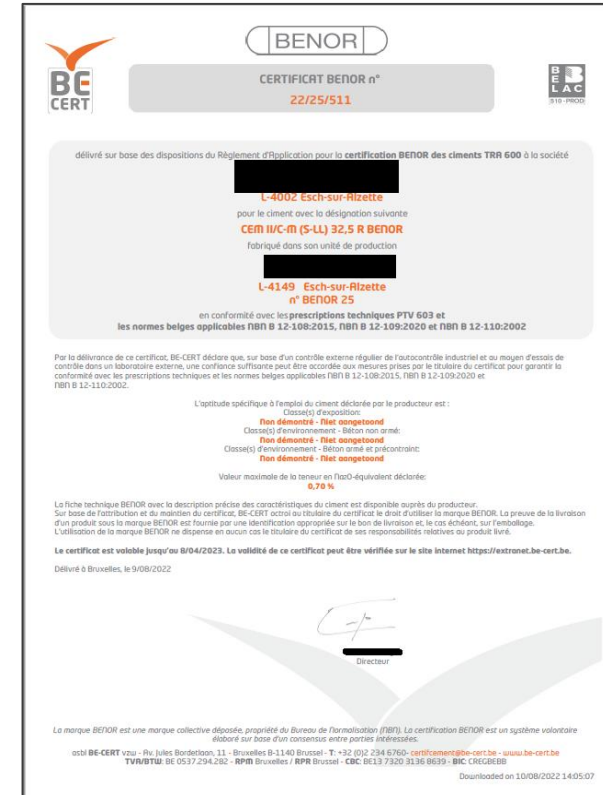 BENOR
BE
CERT
CERTIFICAT BENOR n°
22/25/511
BE
LAC
510 - PROD
délivré sur base des dispositions du Règlement d'Application pour la certification BENOR des ciments TRA 600 à la société
L-4002 Esch-sur-Alzette
pour le ciment avec la désignation suivante
CEM II/C-M (S-LL) 32,5 R BENOR
fabriqué dans son unité de production
L-4149 Esch-sur-Alzette
n° BENOR 25
en conformité avec les prescriptions techniques PTV 603 et
les normes belges applicables NBN B 12-108:2015, NBN B 12-109:2020 et NBN B 12-110:2002
Par la délivrance de ce certificat, BE-CERT déclare que, sur base d'un contrôle externe régulier de l'autocontrôle industriel et au moyen d'essais de
contrôle dans un laboratoire externe, une confiance suffisante peut être accordée aux mesures prises par le titulaire du certificat pour garantir la
conformité avec les prescriptions techniques et les normes belges applicables NBN B 12-108:2015, NBN B 12-109:2020 et
NBN B 12-110:2002.
L'aptitude spécifique à l'emploi du ciment déclarée par le producteur est :
Classe(s) d'exposition:
Non démontré - Niet aangetoond
Classe(s) d'environnement - Béton non armé:
Non démontré - Niet aangetoond
Classe(s) d'environnement - Béton armé et précontraint:
Non démontré - Niet aangetoond
Valeur maximale de la teneur en Na2O-équivalent déclarée:
0,70 %
La fiche technique BENOR avec la description précise des caractéristiques du ciment est disponible auprès du producteur.
Sur base de l'attribution et du maintien du certificat, BE-CERT octroi au titulaire du certificat le droit d'utiliser la marque BENOR. La preuve de la livraison
d'un produit sous la marque BENOR est fournie par une identification appropriée sur le bon de livraison et, le cas échéant, sur l'emballage.
L'utilisation de la marque BENOR ne dispense en aucun cas le titulaire du certificat de ses responsabilités relatives au produit livré.
Le certificat est valable jusqu'au 8/04/2023. La validité de ce certificat peut être vérifiée sur le site internet https://extranet.be-cert.be.
Délivré à Bruxelles, le 9/08/2022
Directeur
La marque BENOR est une marque collective déposée, propriété du Bureau de Normalisation (NBN). La certification BENOR est un système volontaire
élaboré sur base d'un consensus entre parties intéressées.
asbl BE-CERT vzw - Av. Jules Bordetlaan, 11 - Bruxelles B-1140 Brussel - T: +32 (0)2 234 6760- certifcement@be-cert.be - www.be-cert.be
TVA/BTW: BE 0537.294.282 - RPM Bruxelles / RPR Brussel - CBC: BE13 7320 3136 8639 - BIC: CREGBEBB
Downloaded on 10/08/2022 14:05:07